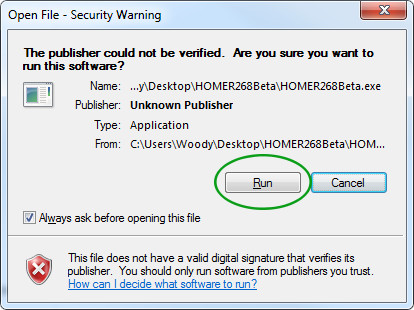 Open File - Security Warning
The publisher could not be verified.  Are you sure you want to
run this software?
Name: ...y\Desktop\HOMER268Beta\HOMER268Beta.exe
Publisher: Unknown Publisher
Type: Application
From: C:\Users\Woody\Desktop\HOMER268Beta\HOM...
Run Cancel
Always ask before opening this file
This file does not have a valid digital signature that verifies its
publisher.  You should only run software from publishers you trust.
How can I decide what software to run?